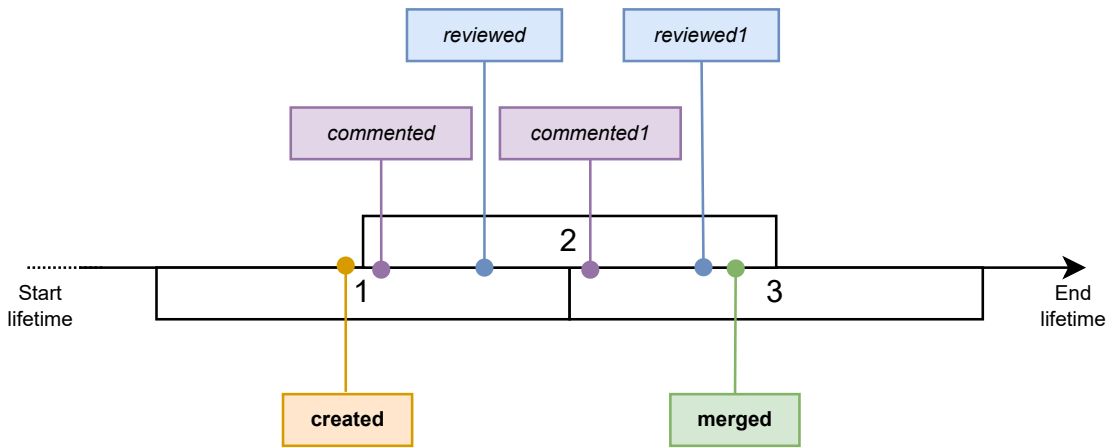 reviewed
reviewed1
commented
commented1
2
1
3
Start
lifetime
End
lifetime
created
merged